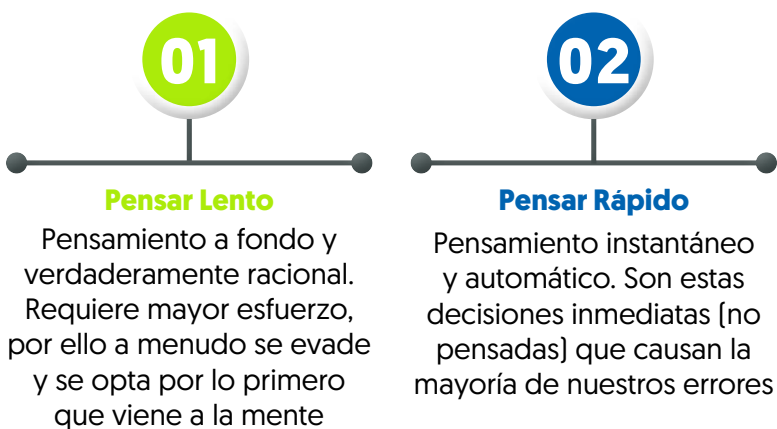 01
Pensar Lento
Pensamiento a fondo y
verdaderamente racional.
Requiere mayor esfuerzo,
por ello a menudo se evade
y se opta por lo primero
que viene a la mente
02
Pensar Rápido
Pensamiento instantáneo
y automático. Son estas
decisiones inmediatas (no
pensadas) que causan la
mayoría de nuestros errores